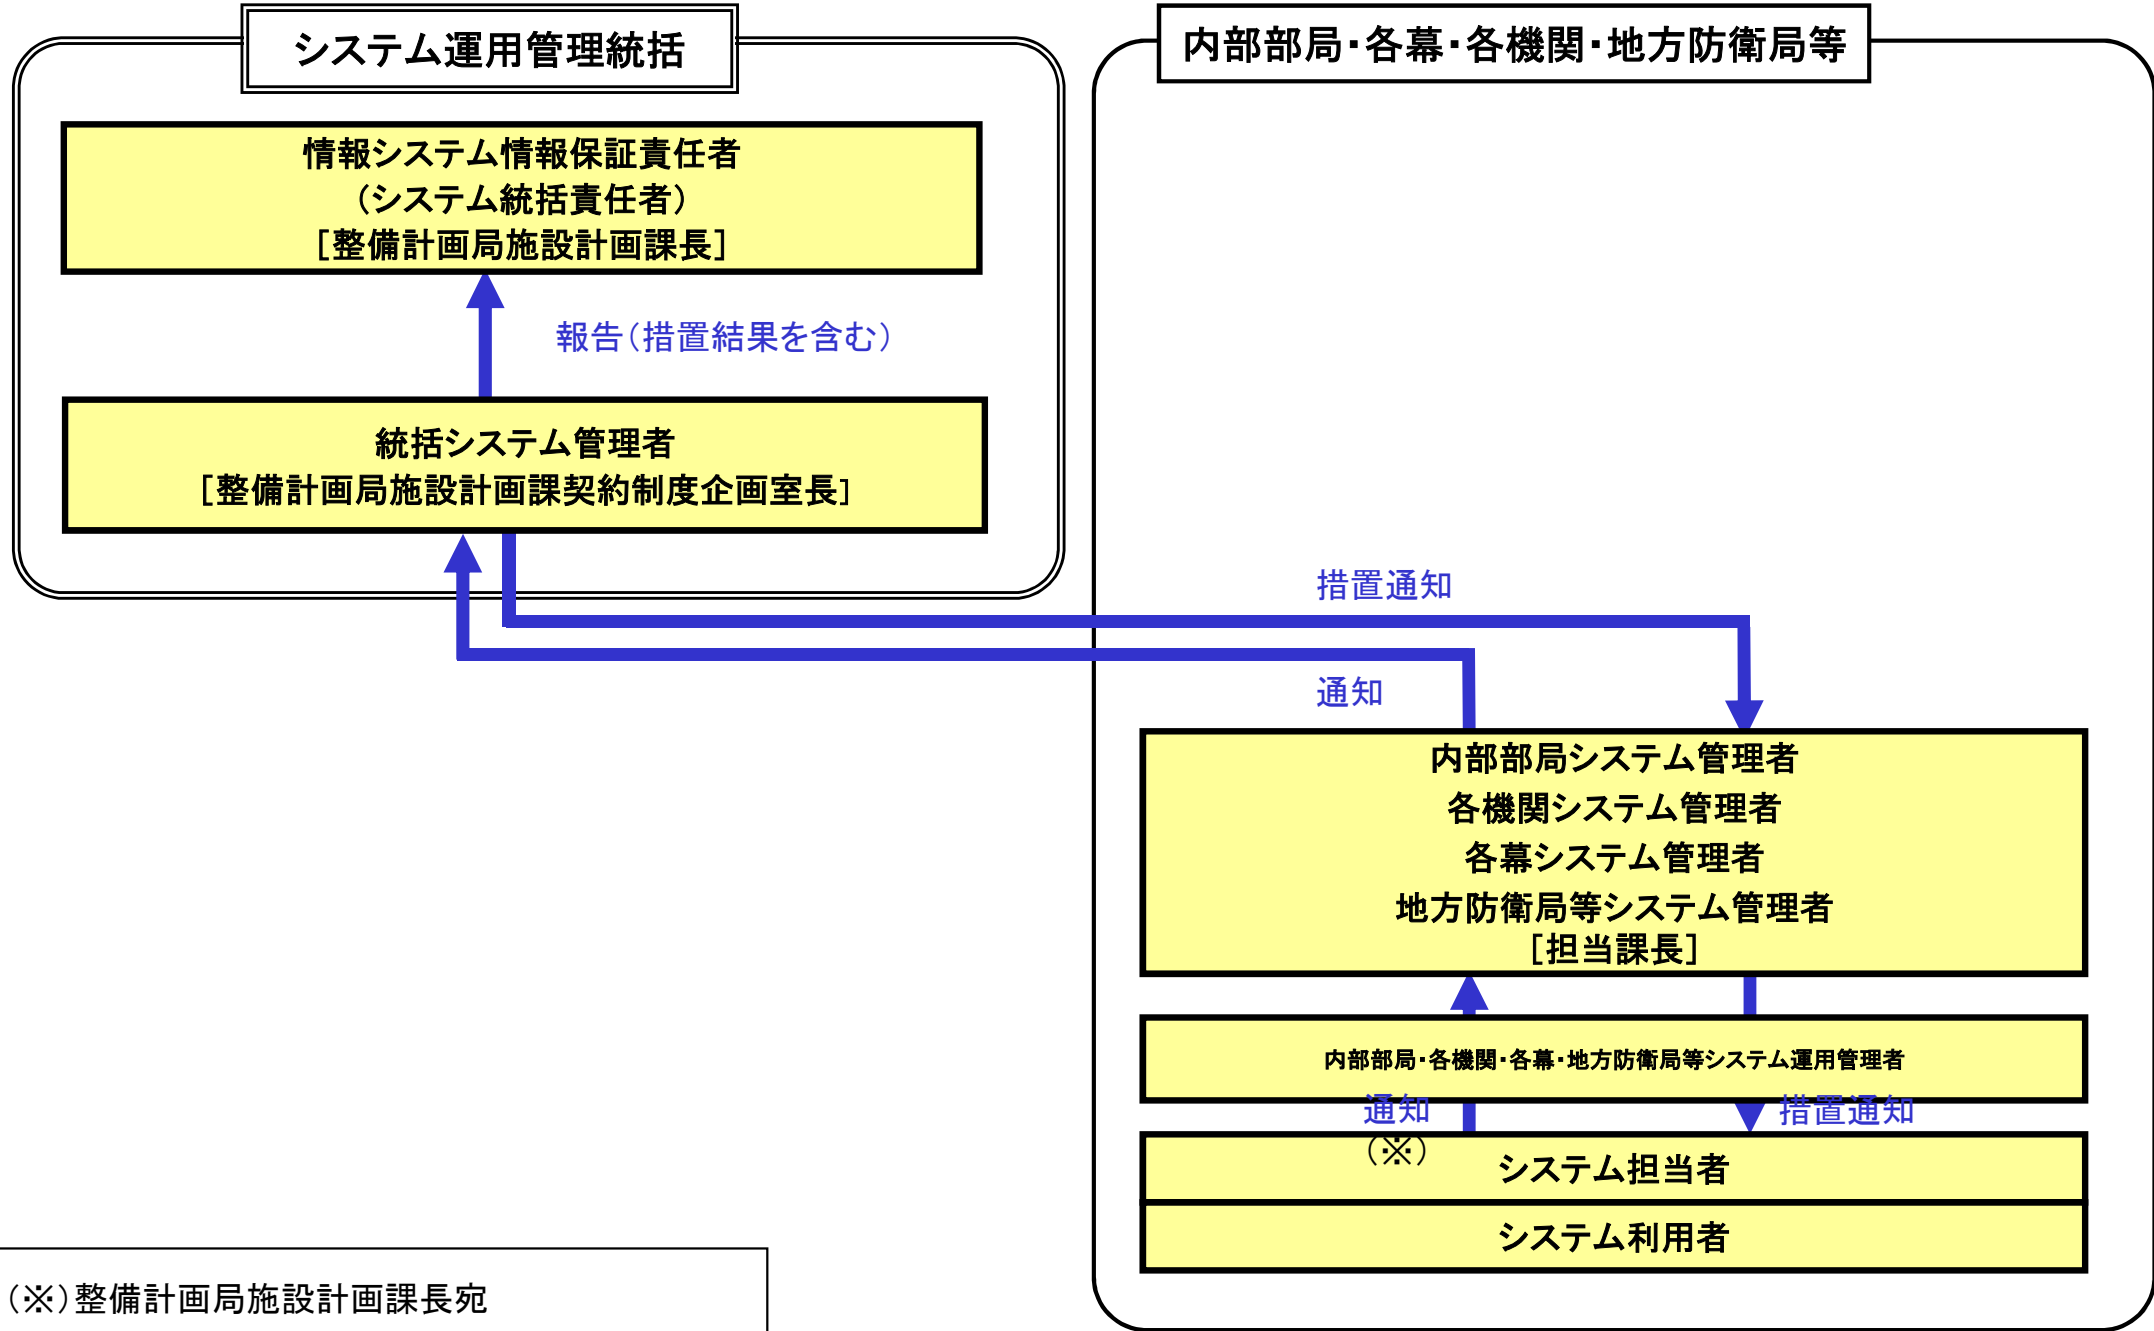 システム運用管理統括
情報システム情報保証責任者
（システム統括責任者）
［整備計画局施設計画課長］
報告（措置結果を含む）
統括システム管理者
［整備計画局施設計画課契約制度企画室長］
内部部局・各幕・各機関・地方防衛局等
措置通知
通知
内部部局システム管理者
各機関システム管理者
各幕システム管理者
地方防衛局等システム管理者
［担当課長］
内部部局・各機関・各幕・地方防衛局等システム運用管理者
通知
（※）
措置通知
システム担当者
システム利用者
（※）整備計画局施設計画課長宛